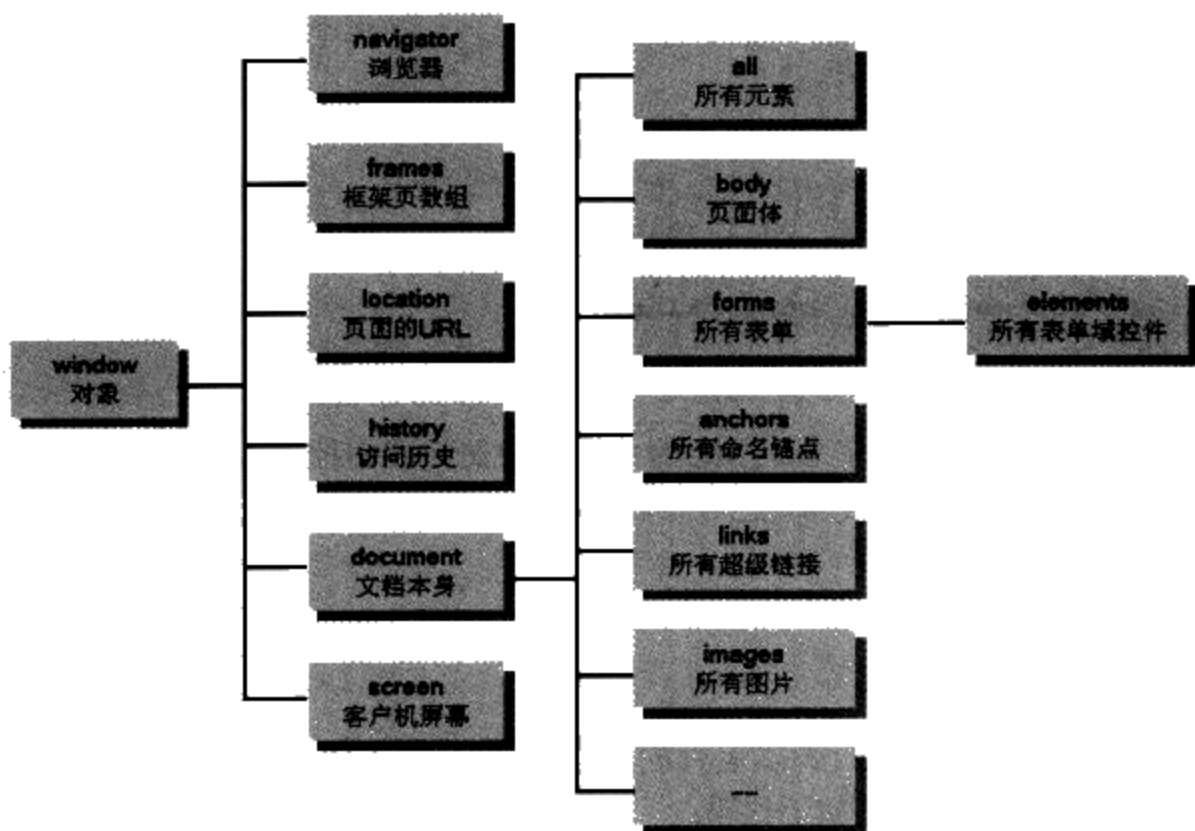 window
对象
navigator
浏览器
frames
框架页数组
location
页面的URL
history
访问历史
document
文档本身
screen
客户机屏幕
all
所有元素
body
页面体
forms
所有表单
anchors
所有命名锚点
links
所有超级链接
images
所有图片
......
elements
所有表单域控件